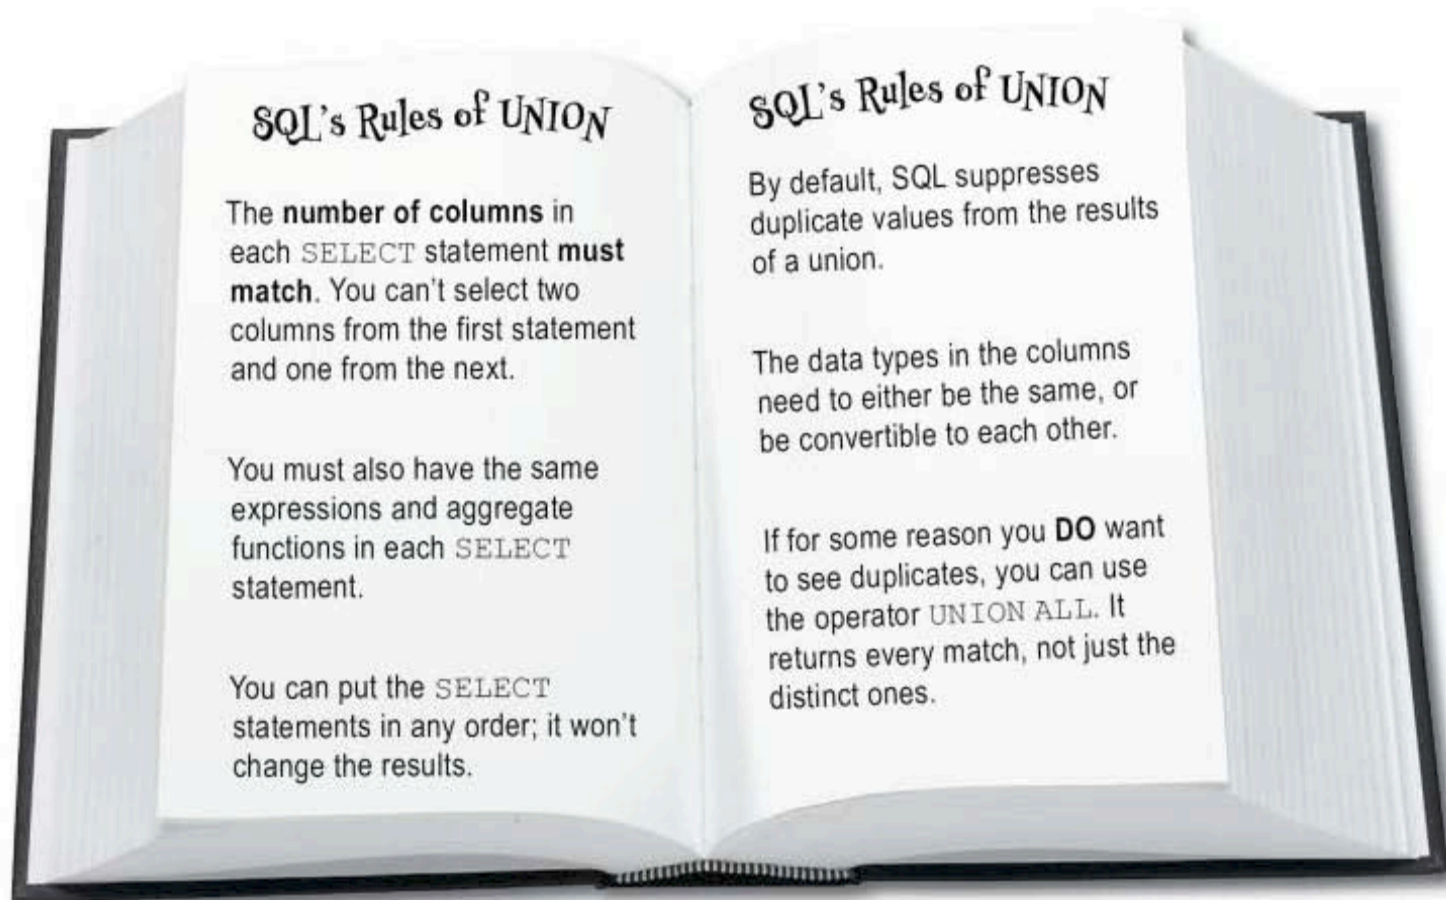 SQL's Rules of UNION
The number of columns in
each SELECT statement must
match. You can't select two
columns from the first statement
and one from the next.
You must also have the same
expressions and aggregate
functions in each SELECT
statement.
You can put the SELECT
statements in any order; it won't
change the results.
SQL's Rules of UNION
By default, SQL suppresses
duplicate values from the results
of a union.
The data types in the columns
need to either be the same, or
be convertible to each other.
If for some reason you DO want
to see duplicates, you can use
the operator UNION ALL. It
returns every match, not just the
distinct ones.